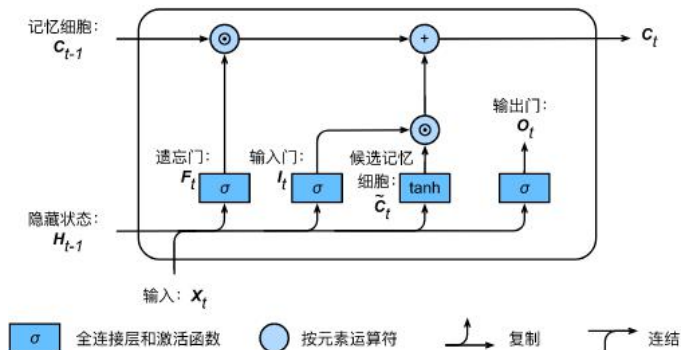 记忆细胞:
C_{t-1}
⊙
+
C_t
⊙
输出门:
O_t
遗忘门:
F_t
σ
输入门:
I_t
σ
候选记忆
细胞:
C̃_t
tanh
σ
隐藏状态:
H_{t-1}
输入: X_t
σ 全连接层和激活函数
按元素运算符
复制
连结